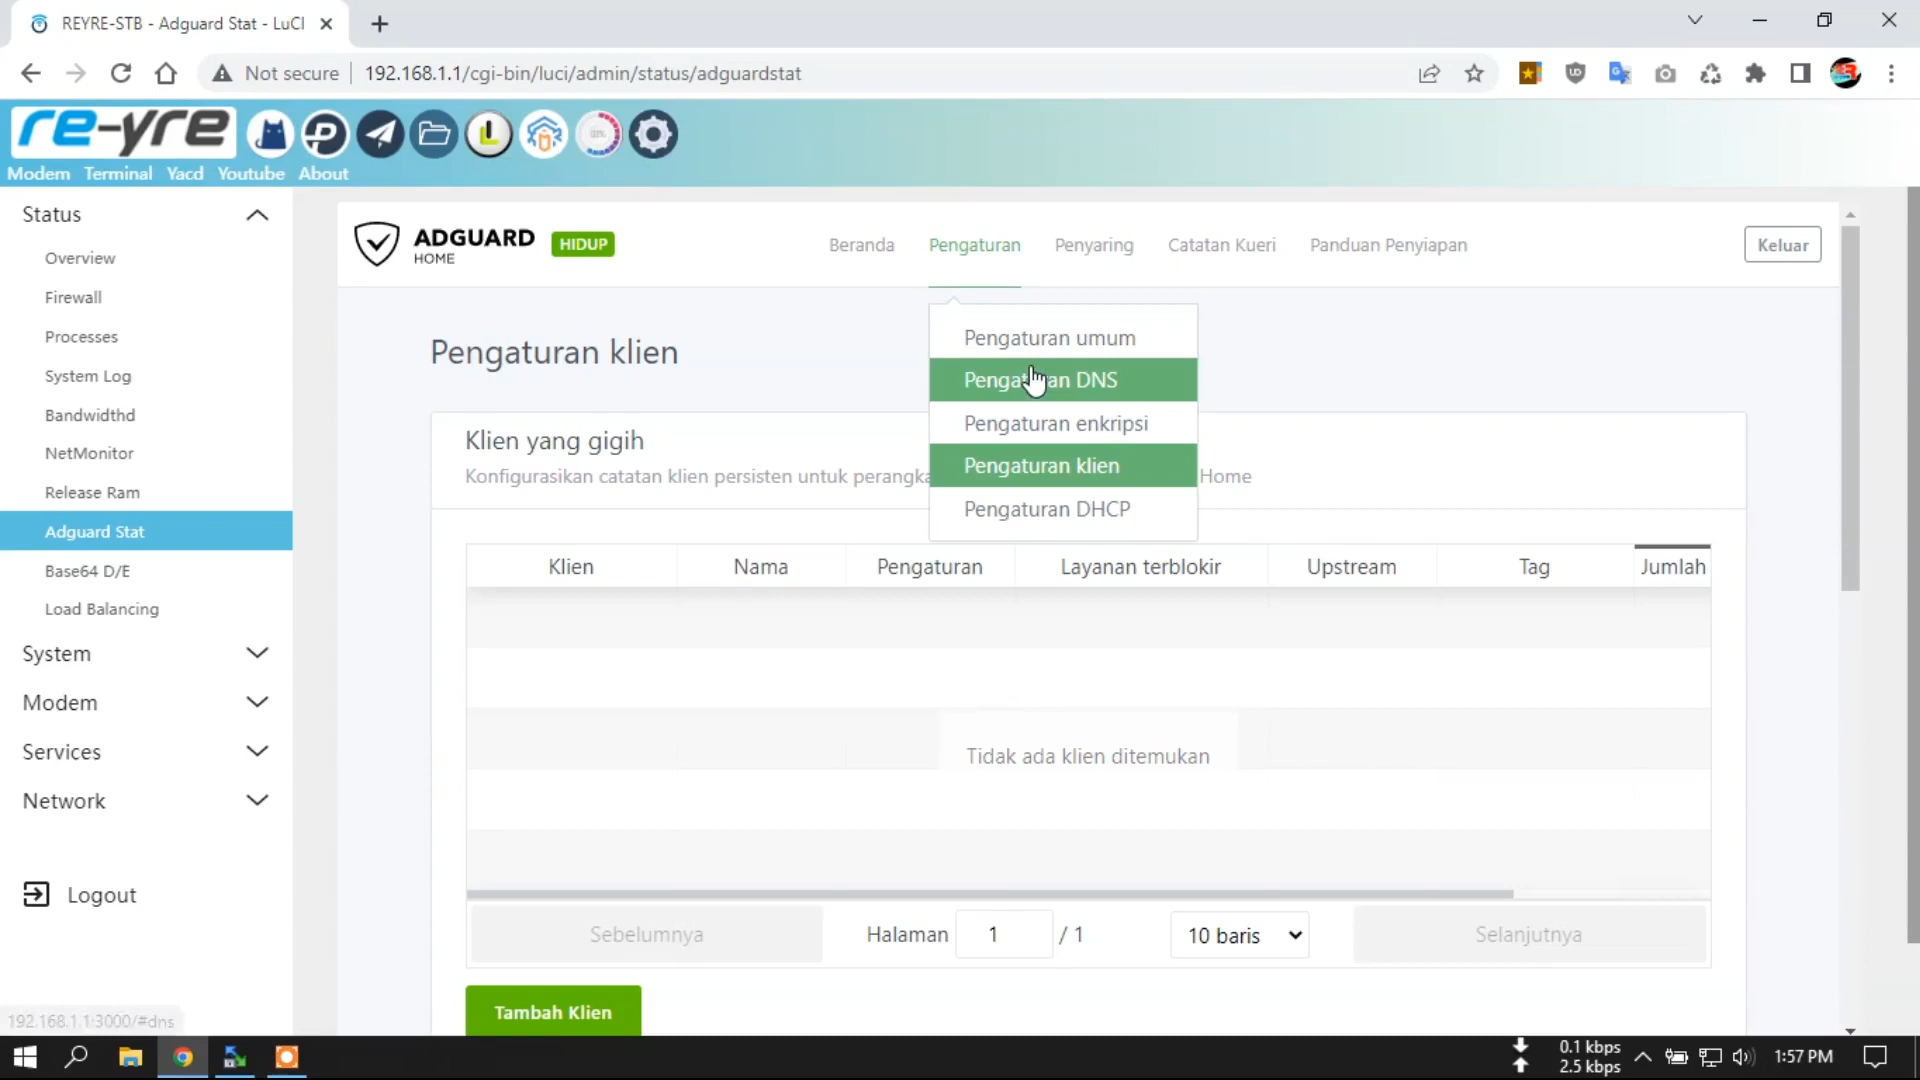 REYRE-STB - Adguard Stat - LuCI
Not secure
192.168.1.1/cgi-bin/luci/admin/status/adguardstat
re-yre
Modem Terminal Yacd Youtube About
Status
Overview
Firewall
Processes
System Log
Bandwidthd
NetMonitor
Release Ram
Adguard Stat
Base64 D/E
Load Balancing
System
Modem
Services
Network
Logout
192.168.1.1:3000/#dns
ADGUARD
HOME
HIDUP
Beranda
Pengaturan
Penyaring
Catatan Kueri
Panduan Penyiapan
Keluar
Pengaturan umum
DNS
Pengaturan enkripsi
Pengaturan klien
Pengaturan DHCP
Pengaturan klien
Klien yang gigih
Konfigurasikan catatan klien persisten untuk Home
Klien Nama Pengaturan Layanan terblokir Upstream Tag Jumlah
Tidak ada klien ditemukan
Sebelumnya
Halaman 1 / 1
10 baris
Selanjutnya
Tambah Klien
0.1 kbps
2.5 kbps
1:57 PM